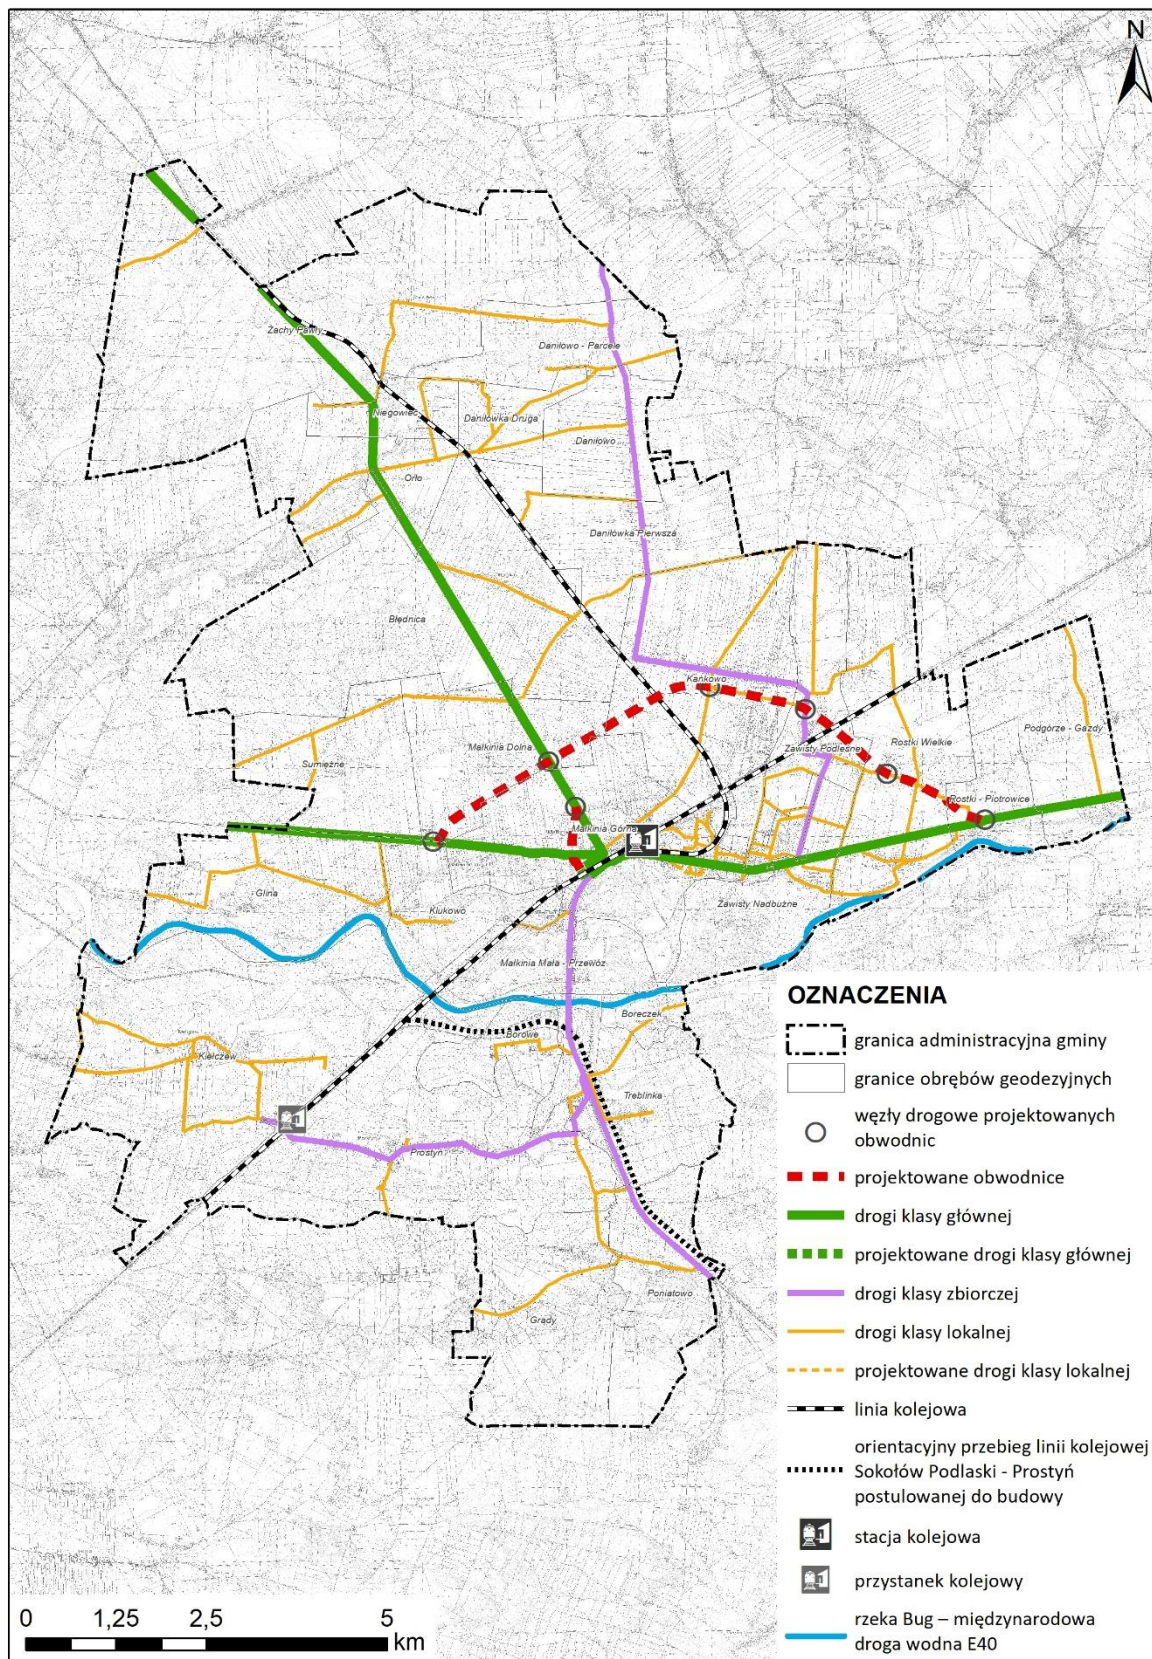 N
Żachy Pawły
Daniłowo - Parcele
Niegowiec
Daniłówka Druga
Daniłowo
Orło
Daniłówka Pierwsza
Błędnica
Kańkowo
Małkinia Dolna
Zawisty Podleśne
Rostki Wielkie
Podgórze - Gazdy
Sumiężne
Rostki - Piotrowice
Małkinia Górna
Glina
Klukowo
Zawisty Nadbużne
Małkinia Mała - Przewóz
Boreczek
Borowe
Kiełczew
Treblinka
Prostyń
Poniatowo
Grądy
OZNACZENIA
granica administracyjna gminy
granice obrębów geodezyjnych
węzły drogowe projektowanych
obwodnic
projektowane obwodnice
drogi klasy głównej
projektowane drogi klasy głównej
drogi klasy zbiorczej
drogi klasy lokalnej
projektowane drogi klasy lokalnej
linia kolejowa
orientacyjny przebieg linii kolejowej
Sokołów Podlaski - Prostyń
postulowanej do budowy
stacja kolejowa
przystanek kolejowy
rzeka Bug – międzynarodowa
droga wodna E40
0 1,25 2,5 5
km